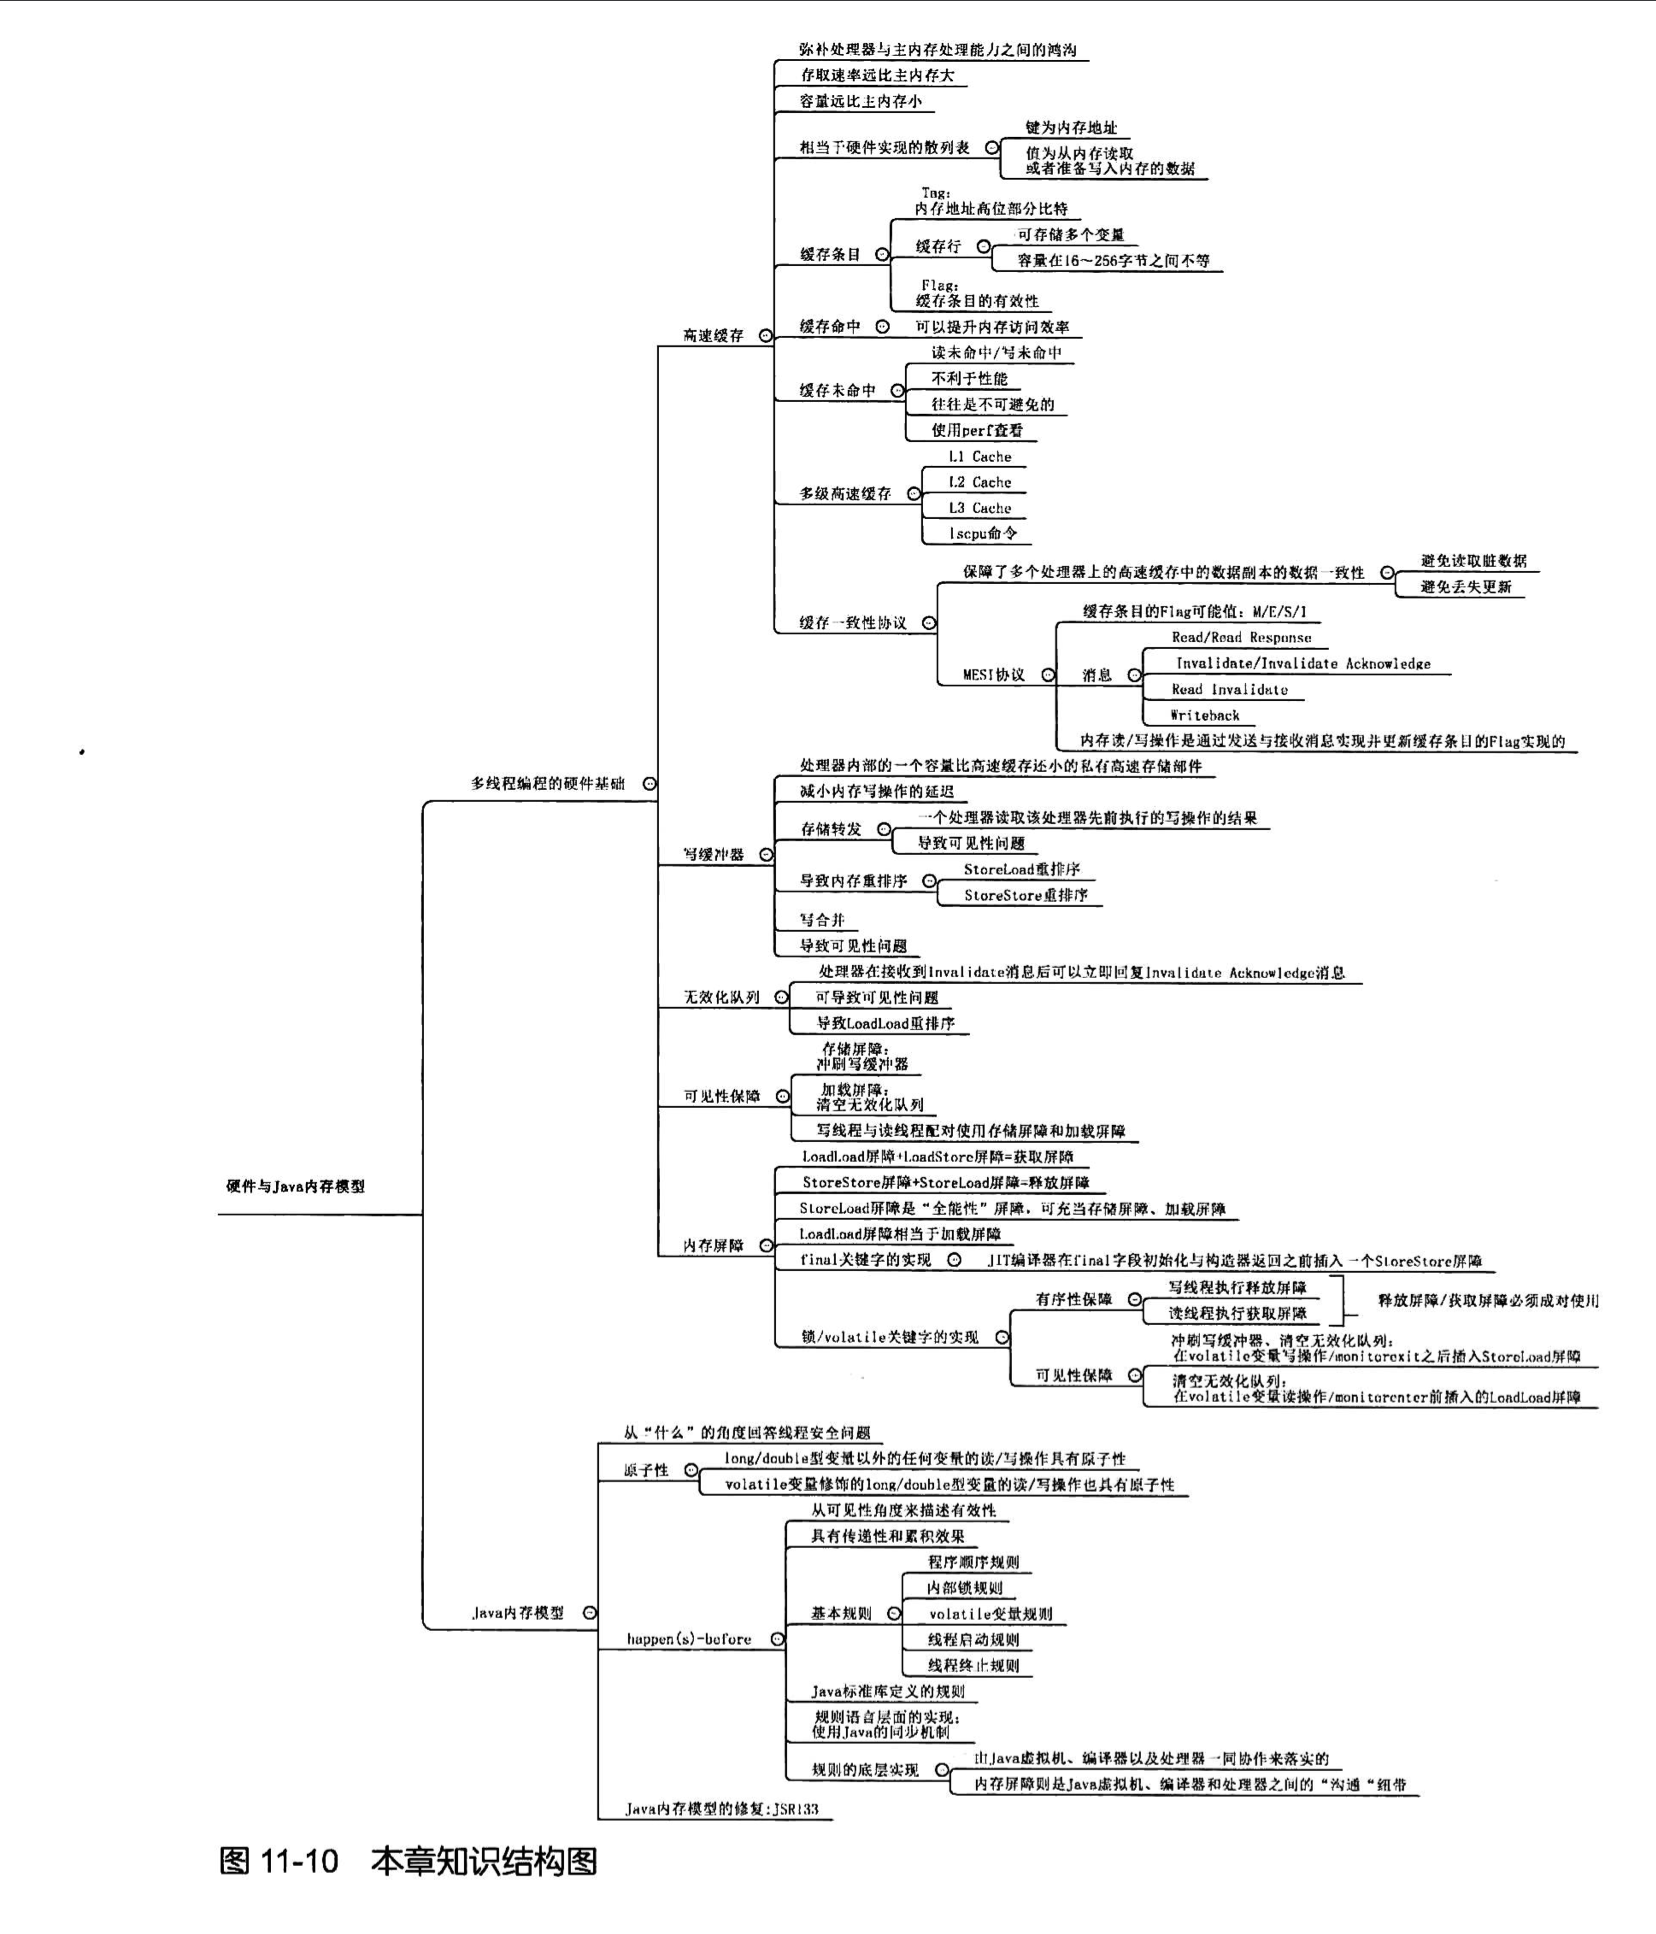 弥补处理器与主内存处理能力之间的鸿沟
存取速率远比主内存大
容量远比主内存小
相当于硬件实现的散列表
键为内存地址
值为从内存读取
或者准备写入内存的数据
缓存条目
Tag:
内存地址高位部分比特
缓存行
可存储多个变量
容量在16～256字节之间不等
Flag:
缓存条目的有效性
高速缓存
缓存命中
可以提升内存访问效率
缓存未命中
读未命中/写未命中
不利于性能
往往是不可避免的
使用perf查看
多级高速缓存
L1 Cache
L2 Cache
L3 Cache
lscpu命令
缓存一致性协议
保障了多个处理器上的高速缓存中的数据副本的数据一致性
避免读取脏数据
避免丢失更新
MESI协议
缓存条目的Flag可能值: M/E/S/I
消息
Read/Read Response
Invalidate/Invalidate Acknowledge
Read Invalidate
Writeback
内存读/写操作是通过发送与接收消息实现并更新缓存条目的Flag实现的
多线程编程的硬件基础
写缓冲器
处理器内部的一个容量比高速缓存还小的私有高速存储部件
减小内存写操作的延迟
存储转发
一个处理器读取该处理器先前执行的写操作的结果
导致可见性问题
导致内存重排序
StoreLoad重排序
StoreStore重排序
写合并
导致可见性问题
无效化队列
处理器在接收到Invalidate消息后可以立即回复Invalidate Acknowledge消息
可导致可见性问题
导致LoadLoad重排序
可见性保障
存储屏障:
冲刷写缓冲器
加载屏障:
清空无效化队列
写线程与读线程配对使用存储屏障和加载屏障
硬件与Java内存模型
内存屏障
LoadLoad屏障+LoadStore屏障=获取屏障
StoreStore屏障+StoreLoad屏障=释放屏障
StoreLoad屏障是“全能性”屏障，可充当存储屏障、加载屏障
LoadLoad屏障相当于加载屏障
final关键字的实现
JIT编译器在final字段初始化与构造器返回之前插入一个StoreStore屏障
锁/volatile关键字的实现
有序性保障
写线程执行释放屏障
读线程执行获取屏障
释放屏障/获取屏障必须成对使用
可见性保障
冲刷写缓冲器、清空无效化队列:
在volatile变量写操作/monitorexit之后插入StoreLoad屏障
清空无效化队列:
在volatile变量读操作/monitorenter前插入的LoadLoad屏障
从“什么”的角度回答线程安全问题
原子性
long/double型变量以外的任何变量的读/写操作具有原子性
volatile变量修饰的long/double型变量的读/写操作也具有原子性
Java内存模型
happen(s)-before
从可见性角度来描述有效性
具有传递性和累积效果
基本规则
程序顺序规则
内部锁规则
volatile变量规则
线程启动规则
线程终止规则
Java标准库定义的规则
规则语言层面的实现:
使用Java的同步机制
规则的底层实现
由Java虚拟机、编译器以及处理器一同协作来落实的
内存屏障则是Java虚拟机、编译器和处理器之间的“沟通“纽带
Java内存模型的修复:JSR133
图 11-10 本章知识结构图